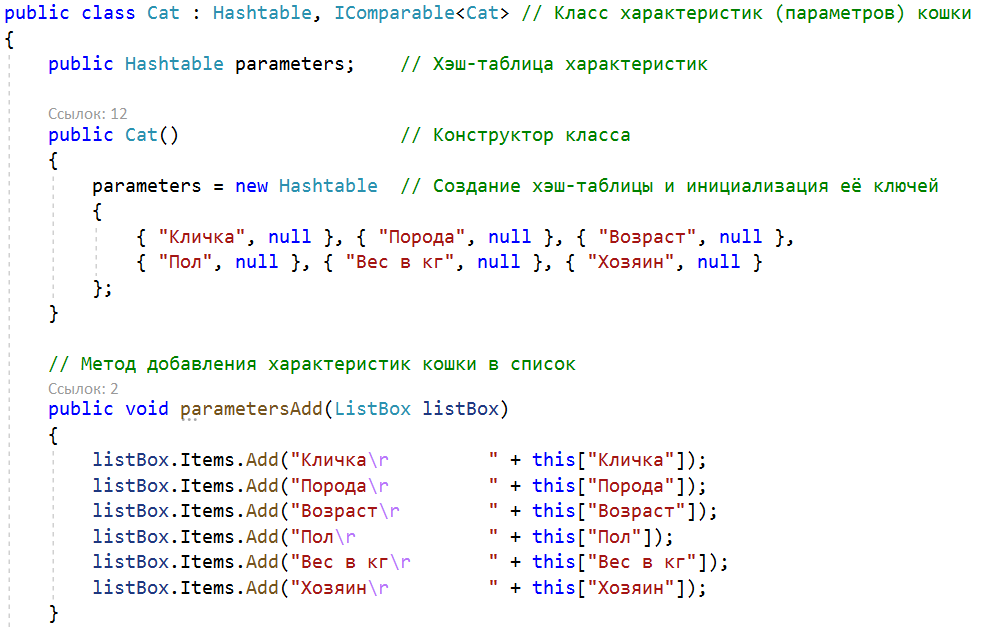 public class Cat : Hashtable, IComparable<Cat> // Класс характеристик (параметров) кошки
{
    public Hashtable parameters;    // Хэш-таблица характеристик
    Ссылок: 12
    public Cat()                    // Конструктор класса
    {
        parameters = new Hashtable  // Создание хэш-таблицы и инициализация её ключей
        {
            { "Кличка", null }, { "Порода", null }, { "Возраст", null },
            { "Пол", null }, { "Вес в кг", null }, { "Хозяин", null }
        };
    }
    // Метод добавления характеристик кошки в список
    Ссылок: 2
    public void parametersAdd(ListBox listBox)
    {
        listBox.Items.Add("Кличка\r         " + this["Кличка"]);
        listBox.Items.Add("Порода\r         " + this["Порода"]);
        listBox.Items.Add("Возраст\r        " + this["Возраст"]);
        listBox.Items.Add("Пол\r            " + this["Пол"]);
        listBox.Items.Add("Вес в кг\r       " + this["Вес в кг"]);
        listBox.Items.Add("Хозяин\r         " + this["Хозяин"]);
    }